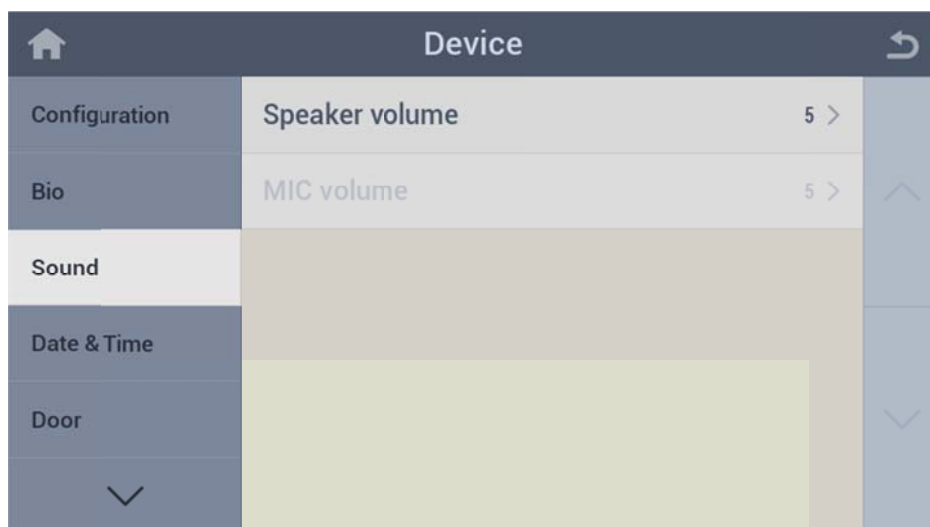 Device
Configuration
Speaker volume 5
Bio
MIC volume 5
Sound
Date & Time
Door